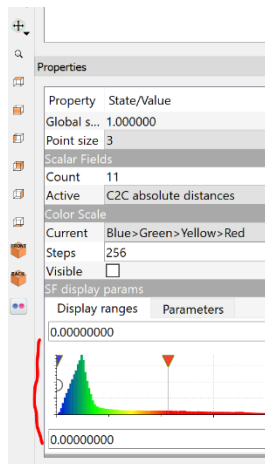 Properties
Property State/Value
Global s... 1.000000
Point size 3
Scalar Fields
Count 11
Active C2C absolute distances
Color Scale
Current Blue>Green>Yellow>Red
Steps 256
Visible
SF display params
Display ranges Parameters
0.00000000
0.00000000
FRONT
BACK